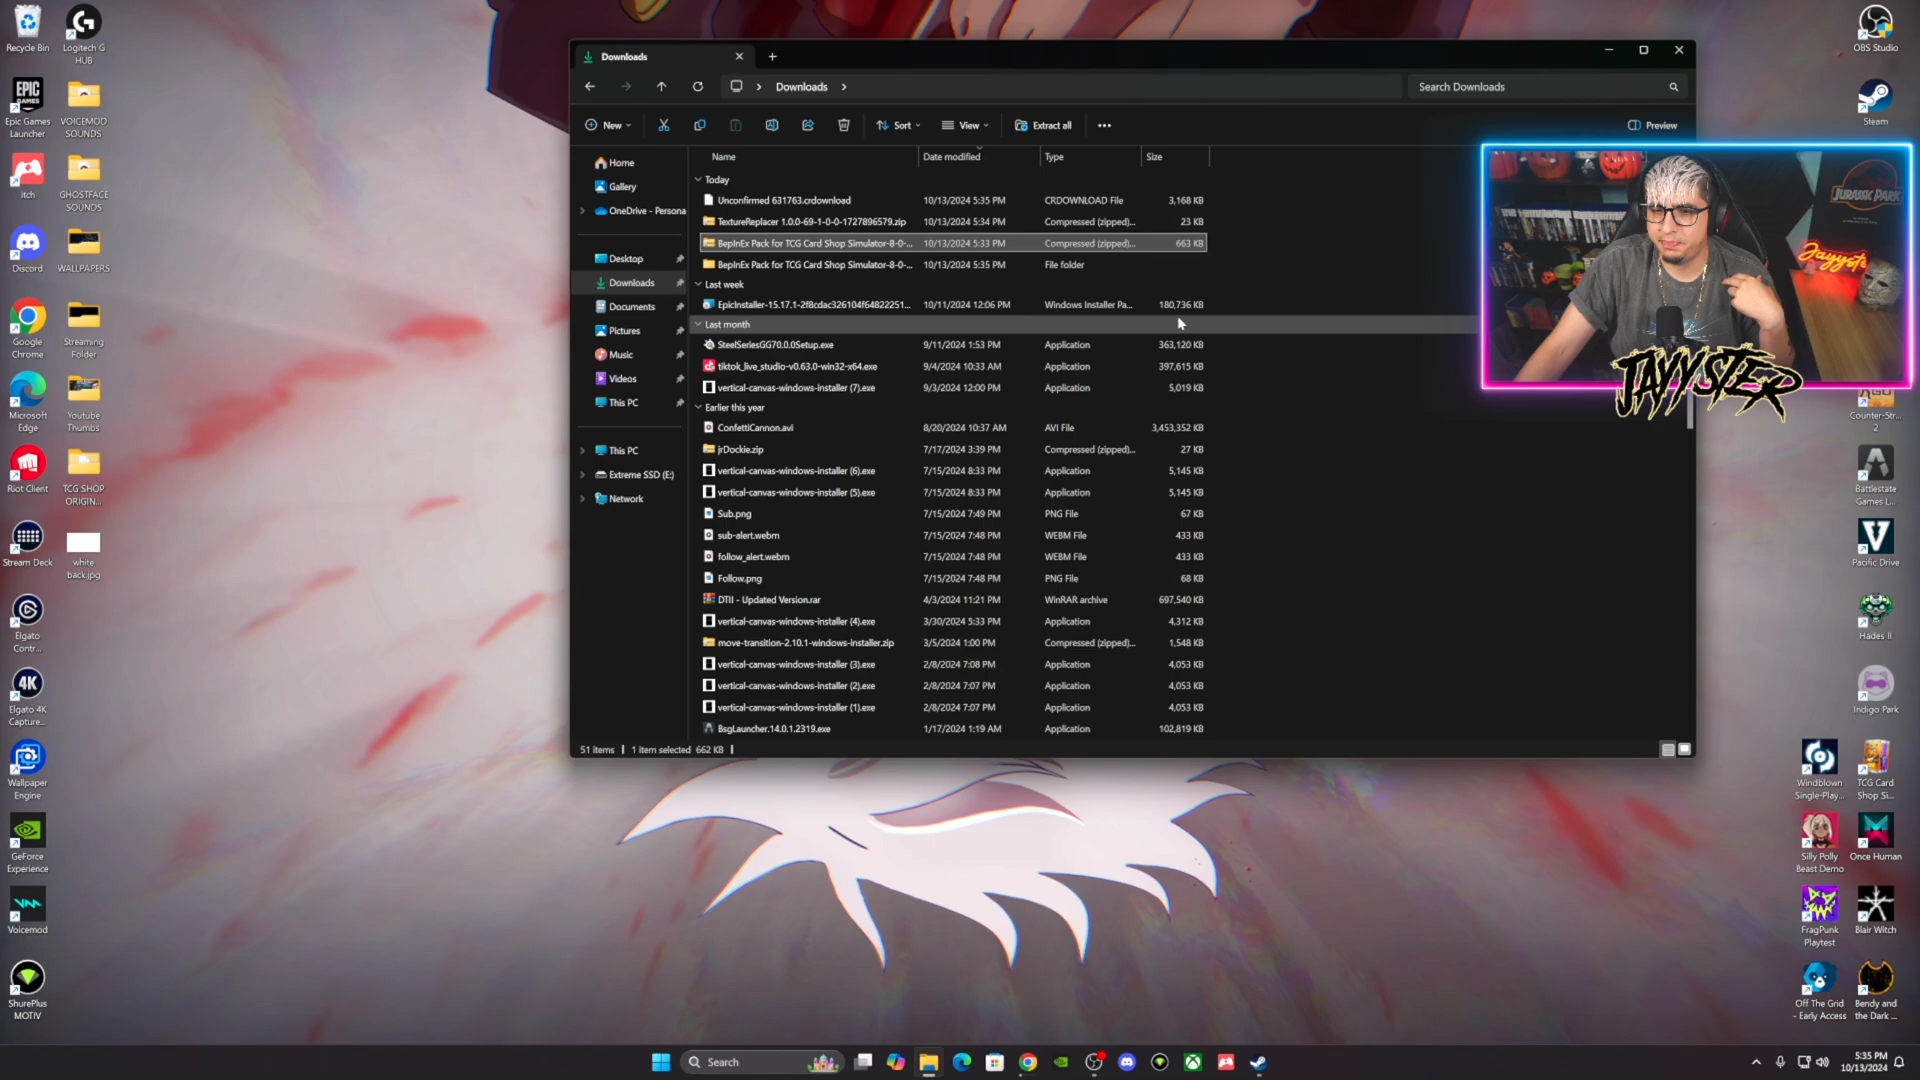 Recycle Bin
Logitech G
HUB
Epic Games
Launcher
VOICEMOD
SOUNDS
itch
GHOSTFACE
SOUNDS
Discord
WALLPAPERS
Google
Chrome
Streaming
Folder
Microsoft
Edge
Youtube
Thumbs
Riot Client
TCG SHOP
ORIGIN...
Stream Deck
white
back.jpg
Elgato
Contr...
Elgato 4K
Capture...
Wallpaper
Engine
GeForce
Experience
Voicemod
ShurePlus
MOTIV
Downloads
Downloads
Search Downloads
New
Sort
View
Extract all
Preview
Home
Gallery
OneDrive - Persona
Desktop
Downloads
Documents
Pictures
Music
Videos
This PC
This PC
Extreme SSD (E:)
Network
Name Date modified Type Size
Today
Unconfirmed 631763.crdownload 10/13/2024 5:35 PM CRDOWNLOAD File 3,168 KB
TextureReplacer 1.0.0-69-1-0-0-1727896579.zip 10/13/2024 5:34 PM Compressed (zipped)... 23 KB
BepInEx Pack for TCG Card Shop Simulator-8-0-... 10/13/2024 5:33 PM Compressed (zipped)... 663 KB
BepInEx Pack for TCG Card Shop Simulator-8-0-... 10/13/2024 5:35 PM File folder
Last week
EpicInstaller-15.17.1-2f8cdac326104f64822251... 10/11/2024 12:06 PM Windows Installer Pa... 180,736 KB
Last month
SteelSeriesGG70.0.0Setup.exe 9/11/2024 1:53 PM Application 363,120 KB
tiktok_live_studio-v0.63.0-win32-x64.exe 9/4/2024 10:33 AM Application 397,615 KB
vertical-canvas-windows-installer (7).exe 9/3/2024 12:00 PM Application 5,019 KB
Earlier this year
ConfettiCannon.avi 8/20/2024 10:37 AM AVI File 3,453,352 KB
jrDockie.zip 7/17/2024 3:39 PM Compressed (zipped)... 27 KB
vertical-canvas-windows-installer (6).exe 7/15/2024 8:33 PM Application 5,145 KB
vertical-canvas-windows-installer (5).exe 7/15/2024 8:33 PM Application 5,145 KB
Sub.png 7/15/2024 7:49 PM PNG File 67 KB
sub-alert.webm 7/15/2024 7:48 PM WEBM File 433 KB
follow_alert.webm 7/15/2024 7:48 PM WEBM File 433 KB
Follow.png 7/15/2024 7:48 PM PNG File 68 KB
DTII - Updated Version.rar 4/3/2024 11:21 PM WinRAR archive 697,540 KB
vertical-canvas-windows-installer (4).exe 3/30/2024 5:33 PM Application 4,312 KB
move-transition-2.10.1-windows-installer.zip 3/5/2024 1:00 PM Compressed (zipped)... 1,548 KB
vertical-canvas-windows-installer (3).exe 2/8/2024 7:08 PM Application 4,053 KB
vertical-canvas-windows-installer (2).exe 2/8/2024 7:07 PM Application 4,053 KB
vertical-canvas-windows-installer (1).exe 2/8/2024 7:07 PM Application 4,053 KB
BsgLauncher.14.0.1.2319.exe 1/17/2024 1:19 AM Application 102,819 KB
51 items 1 item selected 662 KB
OBS Studio
Steam
JURASSIC PARK
Jayyster
JAYYSTER
Counter-Str...
2
Battlestate
Games L...
Pacific Drive
Hades II
Indigo Park
Windblown
Single-Play...
TCG Card
Shop Si...
Silly Polly
Beast Demo
Once Human
FragPunk
Playtest
Blair Witch
Off The Grid
- Early Access
Bendy and
the Dark ...
Search
5:35 PM
10/13/2024